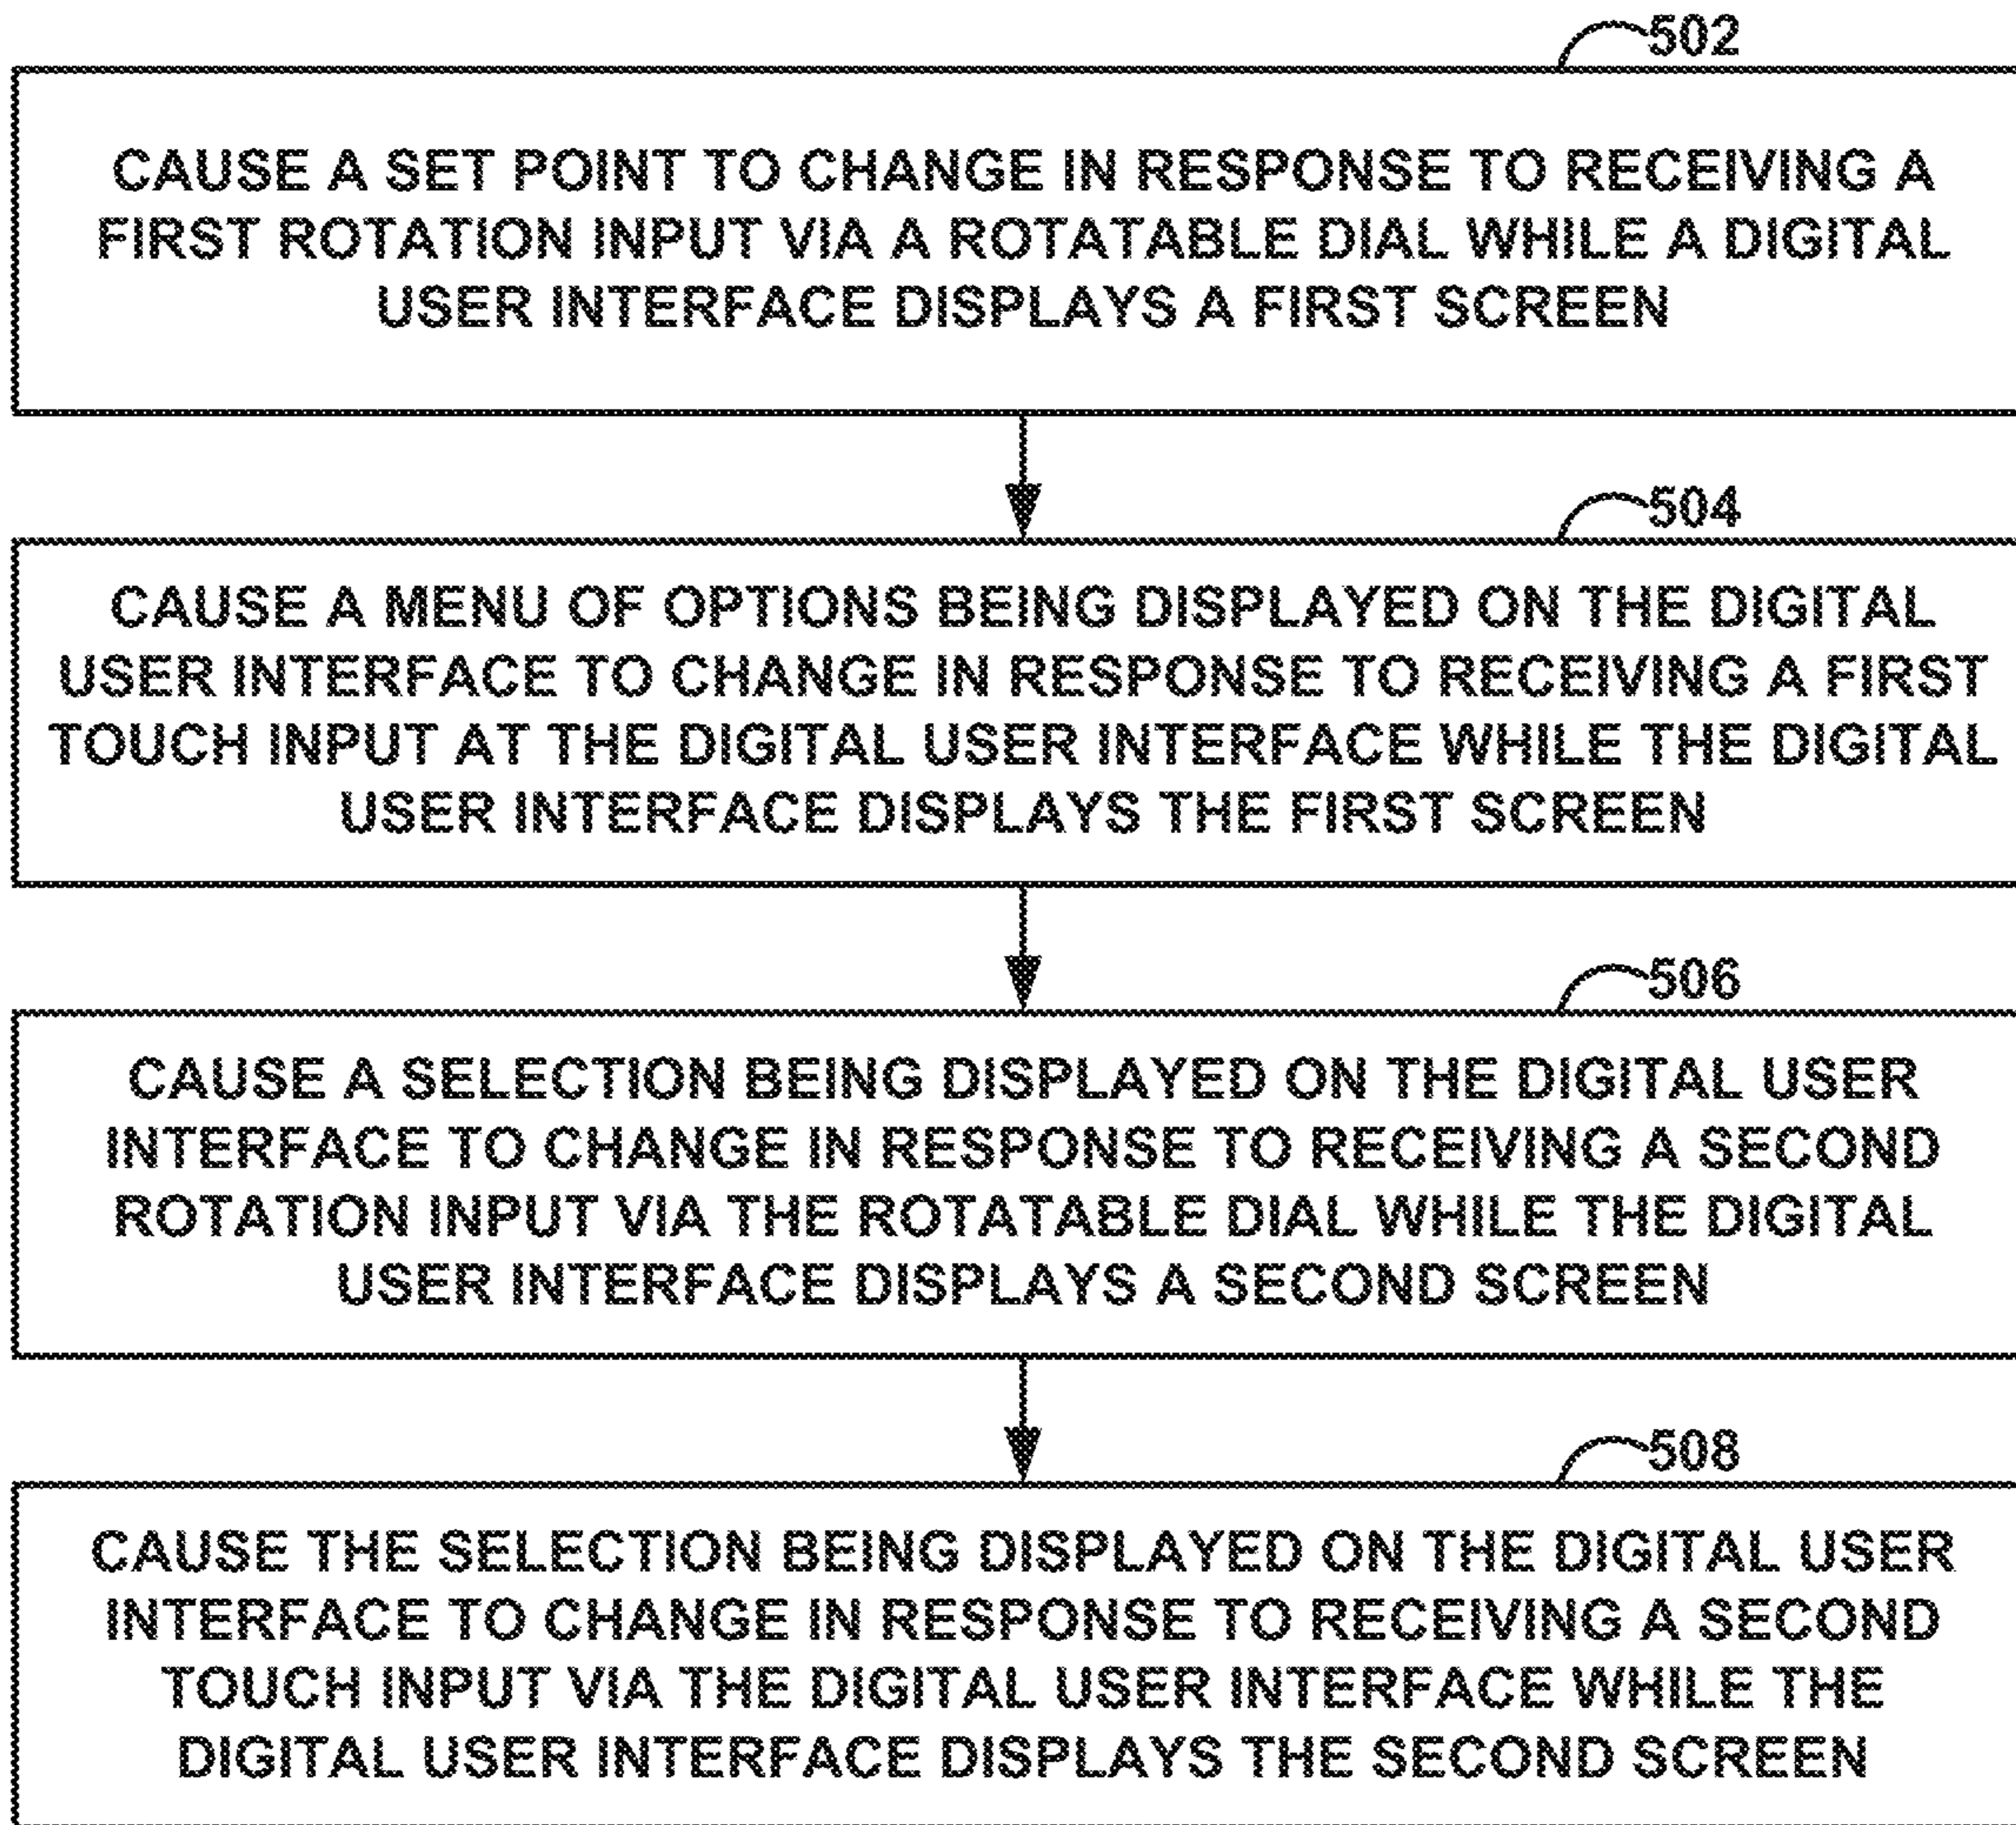 502
CAUSE A SET POINT TO CHANGE IN RESPONSE TO RECEIVING A
FIRST ROTATION INPUT VIA A ROTATABLE DIAL WHILE A DIGITAL
USER INTERFACE DISPLAYS A FIRST SCREEN
504
CAUSE A MENU OF OPTIONS BEING DISPLAYED ON THE DIGITAL
USER INTERFACE TO CHANGE IN RESPONSE TO RECEIVING A FIRST
TOUCH INPUT AT THE DIGITAL USER INTERFACE WHILE THE DIGITAL
USER INTERFACE DISPLAYS THE FIRST SCREEN
506
CAUSE A SELECTION BEING DISPLAYED ON THE DIGITAL USER
INTERFACE TO CHANGE IN RESPONSE TO RECEIVING A SECOND
ROTATION INPUT VIA THE ROTATABLE DIAL WHILE THE DIGITAL
USER INTERFACE DISPLAYS A SECOND SCREEN
508
CAUSE THE SELECTION BEING DISPLAYED ON THE DIGITAL USER
INTERFACE TO CHANGE IN RESPONSE TO RECEIVING A SECOND
TOUCH INPUT VIA THE DIGITAL USER INTERFACE WHILE THE
DIGITAL USER INTERFACE DISPLAYS THE SECOND SCREEN